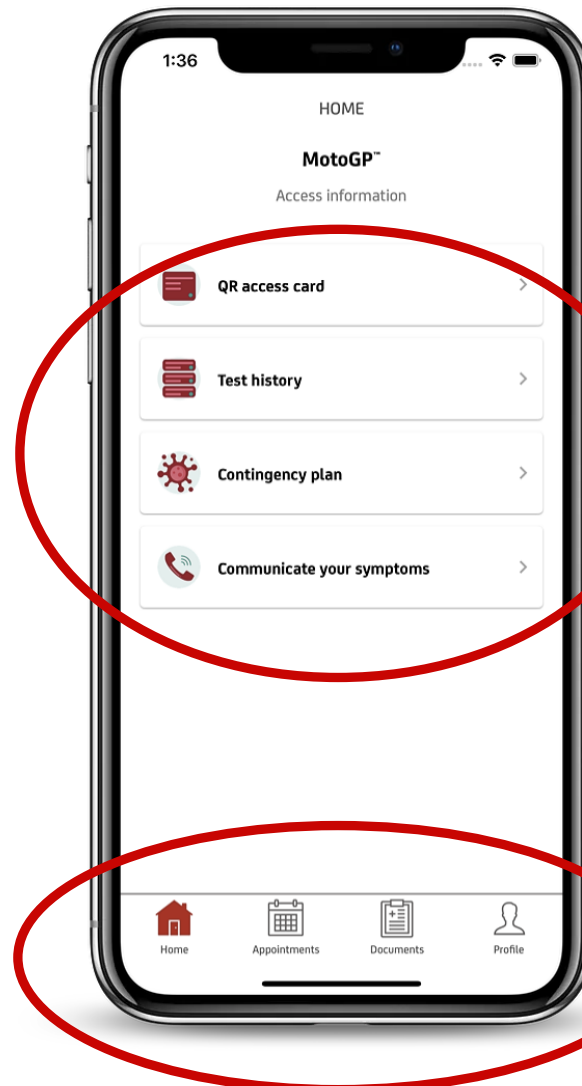 1:36
HOME
MotoGP™
Access information
QR access card
Test history
Contingency plan
Communicate your symptoms
Home Appointments Documents Profile